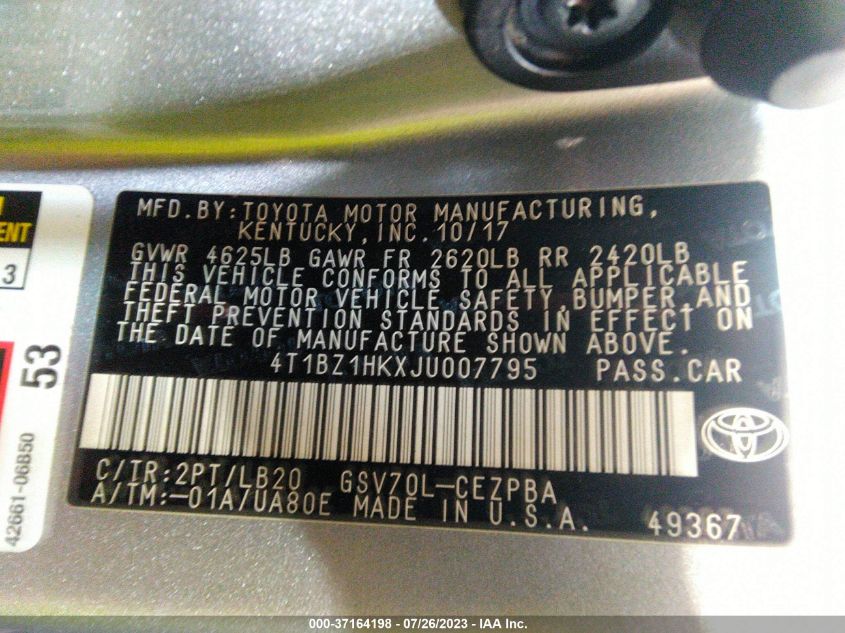 MFD.BY:TOYOTA MOTOR MANUFACTURING,
KENTUCKY, INC. 10/17
GVWR 4625LB GAWR FR 2620LB RR 2420LB
THIS VEHICLE CONFORMS TO ALL APPLICABLE
FEDERAL MOTOR VEHICLE SAFETY, BUMPER, AND
THEFT PREVENTION STANDARDS IN EFFECT ON
THE DATE OF MANUFACTURE SHOWN ABOVE.
4T1BZ1HKXJU007795 PASS.CAR
C/TR:2PT/LB20 GSV70L-CEZPBA
A/TM:-01A/UA80E MADE IN U.S.A. 49367
53
42661-06B50
3
000-37164198 - 07/26/2023 - IAA Inc.